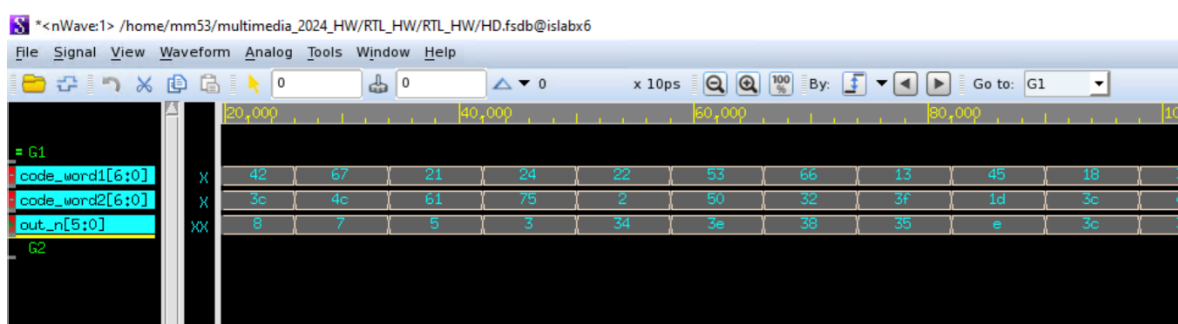 *<nWave:1> /home/mm53/multimedia_2024_HW/RTL_HW/RTL_HW/HD.fsdb@islabx6
File Signal View Waveform Analog Tools Window Help
0 0 0 x 10ps 100 % By: Go to: G1
20,000 40,000 60,000 80,000 10
= G1
code_word1[6:0] X 42 67 21 24 22 53 66 13 45 18
code_word2[6:0] X 3c 4c 61 75 2 50 32 3f 1d 3c
out_n[5:0] XX 8 7 5 3 34 3e 38 35 e 3c
G2